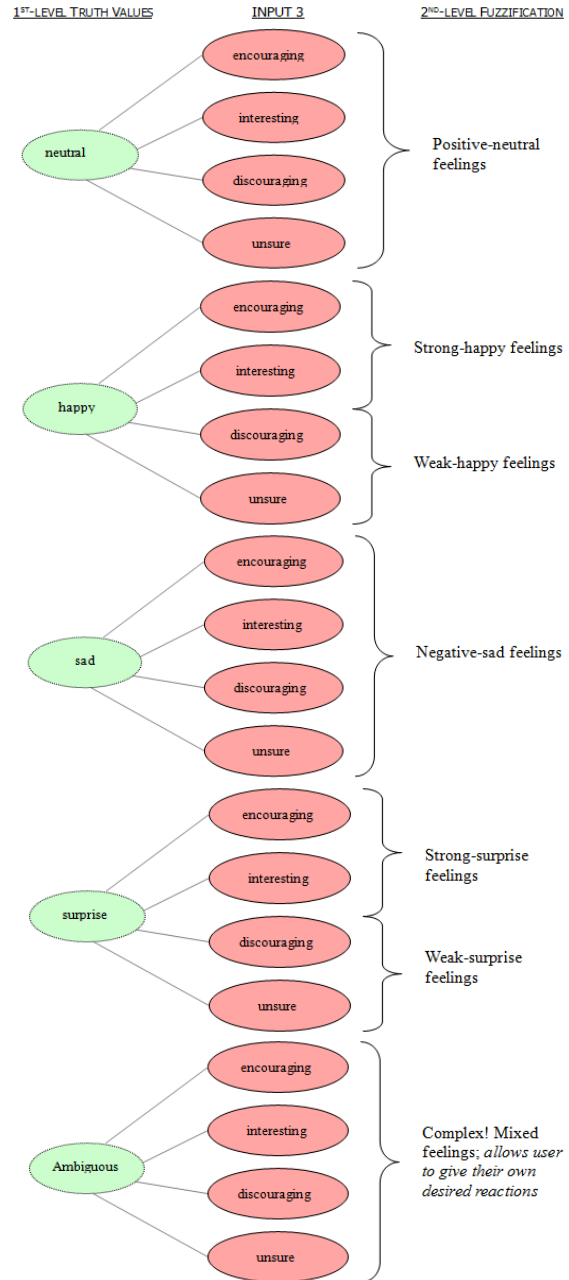 1ST-LEVEL TRUTH VALUES
INPUT 3
2ND-LEVEL FUZZIFICATION
neutral
encouraging
interesting
discouraging
unsure
Positive-neutral
feelings
happy
encouraging
interesting
discouraging
unsure
Strong-happy feelings
Weak-happy feelings
sad
encouraging
interesting
discouraging
unsure
Negative-sad feelings
surprise
encouraging
interesting
discouraging
unsure
Strong-surprise
feelings
Weak-surprise
feelings
Ambiguous
encouraging
interesting
discouraging
unsure
Complex! Mixed
feelings; allows user
to give their own
desired reactions